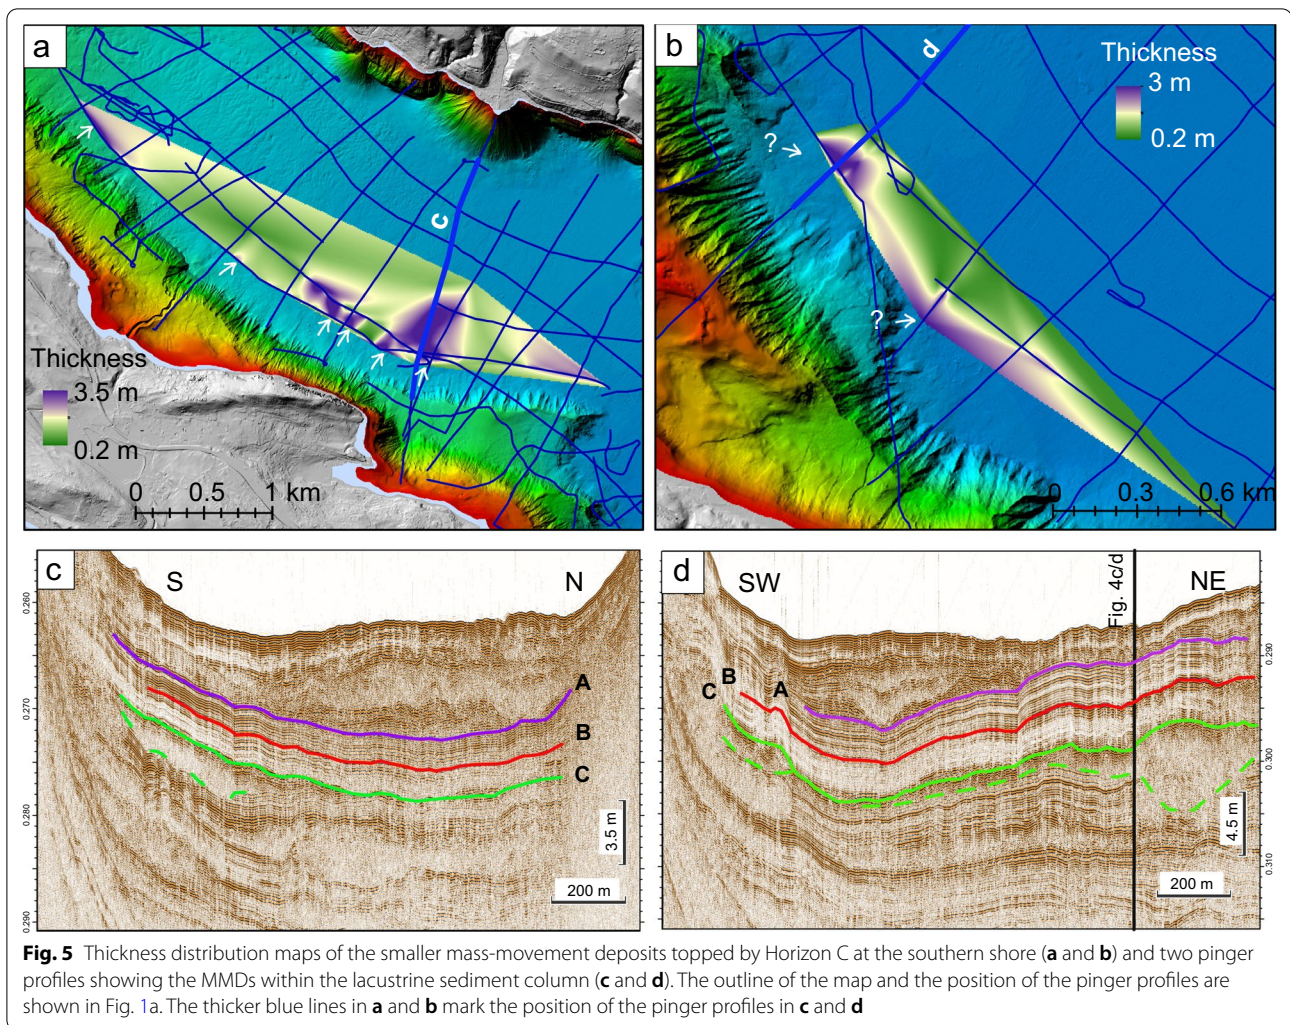 a
c
Thickness
3.5 m
0.2 m
0 0.5 1 km
b
d
Thickness
3 m
0.2 m
?
?
0 0.3 0.6 km
c
S N
0.260
0.270
0.280
0.290
A
B
C
3.5 m
200 m
d
SW NE
Fig. 4c/d
B
C A
0.290
0.300
0.310
4.5 m
200 m
Fig. 5 Thickness distribution maps of the smaller mass-movement deposits topped by Horizon C at the southern shore (a and b) and two pinger
profiles showing the MMDs within the lacustrine sediment column (c and d). The outline of the map and the position of the pinger profiles are
shown in Fig. 1a. The thicker blue lines in a and b mark the position of the pinger profiles in c and d